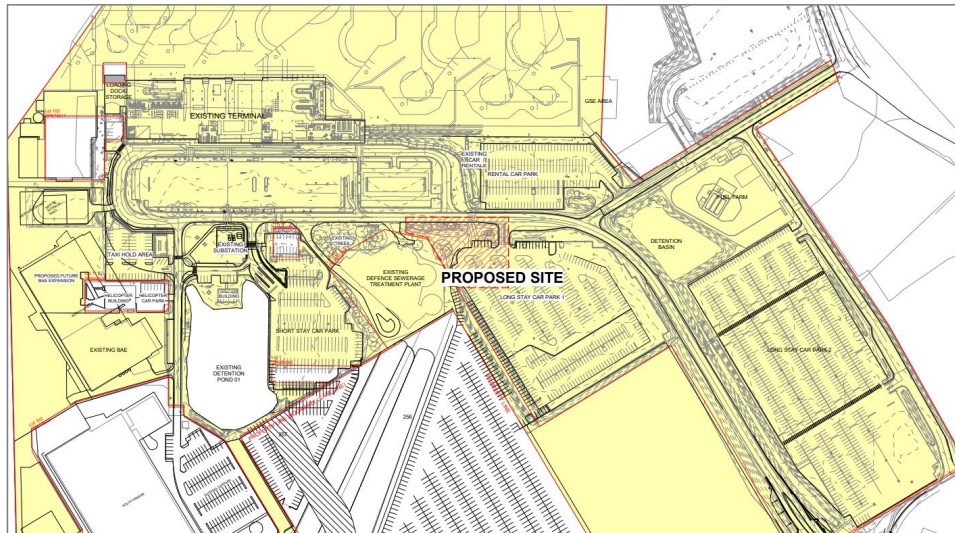 LOADING
DOCK
STORAGE
EXISTING TERMINAL
GSE AREA
EXISTING
CAR
RENTALS
RENTAL CAR PARK
FUEL FARM
TAXI HOLD AREA
EXISTING
SUBSTATION
EXISTING
TREES
DETENTION
BASIN
PROPOSED FUTURE
BAE EXPANSION
EXISTING
DEFENCE SEWERAGE
TREATMENT PLANT
PROPOSED SITE
HELICOPTER
BUILDING
HELICOPTER
CAR PARK
BUILDING
LONG STAY CAR PARK 1
SHORT STAY CAR PARK
EXISTING BAE
LONG STAY CAR PARK 2
EXISTING
DETENTION
POND 01
256